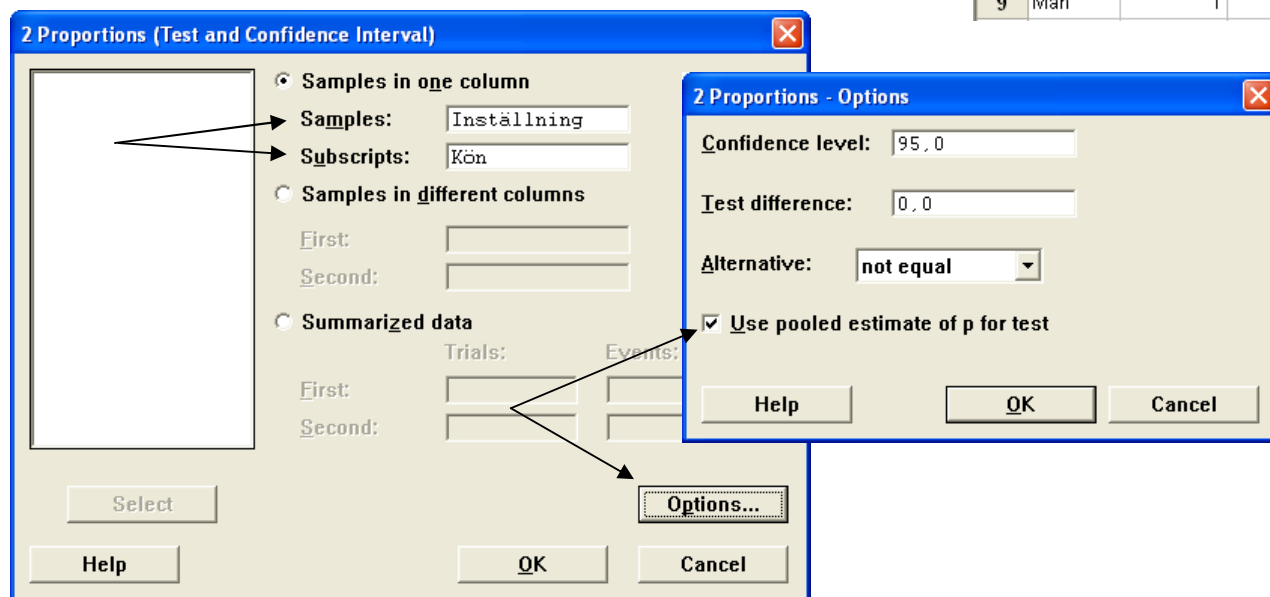 9 Man 1
2 Proportions (Test and Confidence Interval)
Samples in one column
Samples: Inställning
Subscripts: Kön
Samples in different columns
First:
Second:
Summarized data
Trials: Events:
First:
Second:
Select
Options...
Help OK Cancel
2 Proportions - Options
Confidence level: 95,0
Test difference: 0,0
Alternative: not equal
Use pooled estimate of p for test
Help OK Cancel